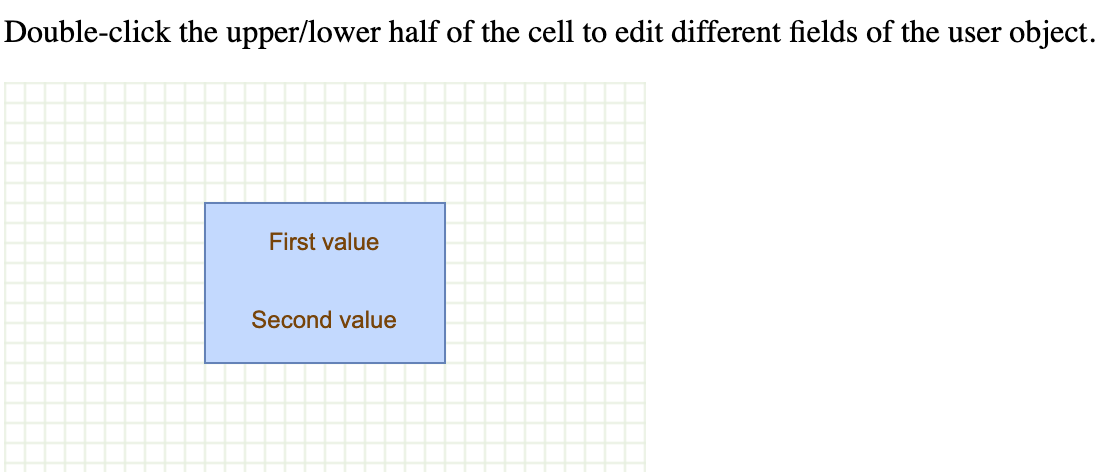 Double-click the upper/lower half of the cell to edit different fields of the user object.
First value
Second value